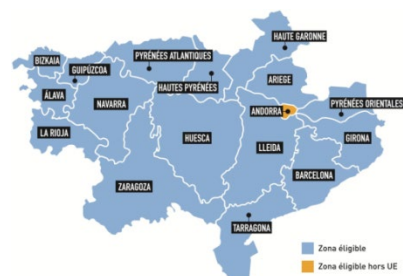 HAUTE GARONNE
PYRÉNÉES ATLANTIQUES
BIZKAIA
GUIPÚZCOA
HAUTES PYRÉNÉES
ARIEGE
ÁLAVA
NAVARRA
ANDORRA
PYRÉNÉES ORIENTALES
LA RIOJA
HUESCA
LLEIDA
GIRONA
BARCELONA
ZARAGOZA
TARRAGONA
Zona éligible
Zona éligible hors UE